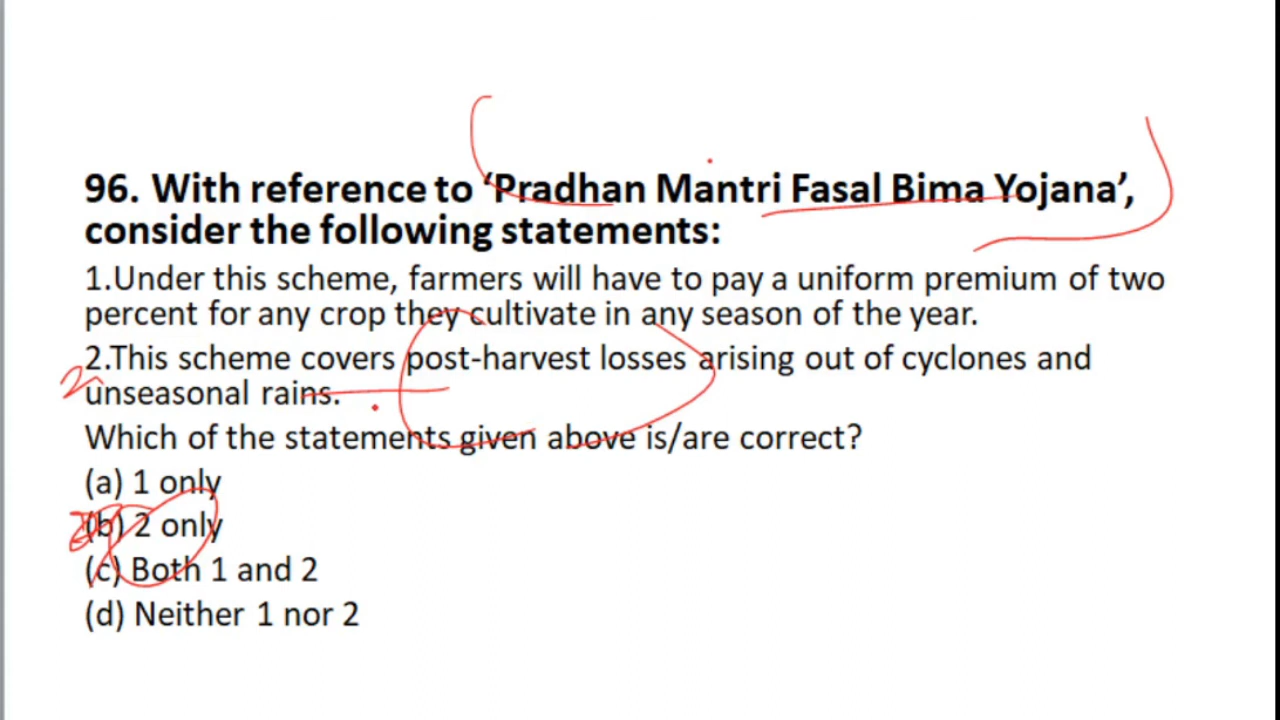 96. With reference to ‘Pradhan Mantri Fasal Bima Yojana’,
consider the following statements:
1.Under this scheme, farmers will have to pay a uniform premium of two
percent for any crop they cultivate in any season of the year.
2.This scheme covers post-harvest losses arising out of cyclones and
unseasonal rains.
Which of the statements given above is/are correct?
(a) 1 only
(b) 2 only
(c) Both 1 and 2
(d) Neither 1 nor 2